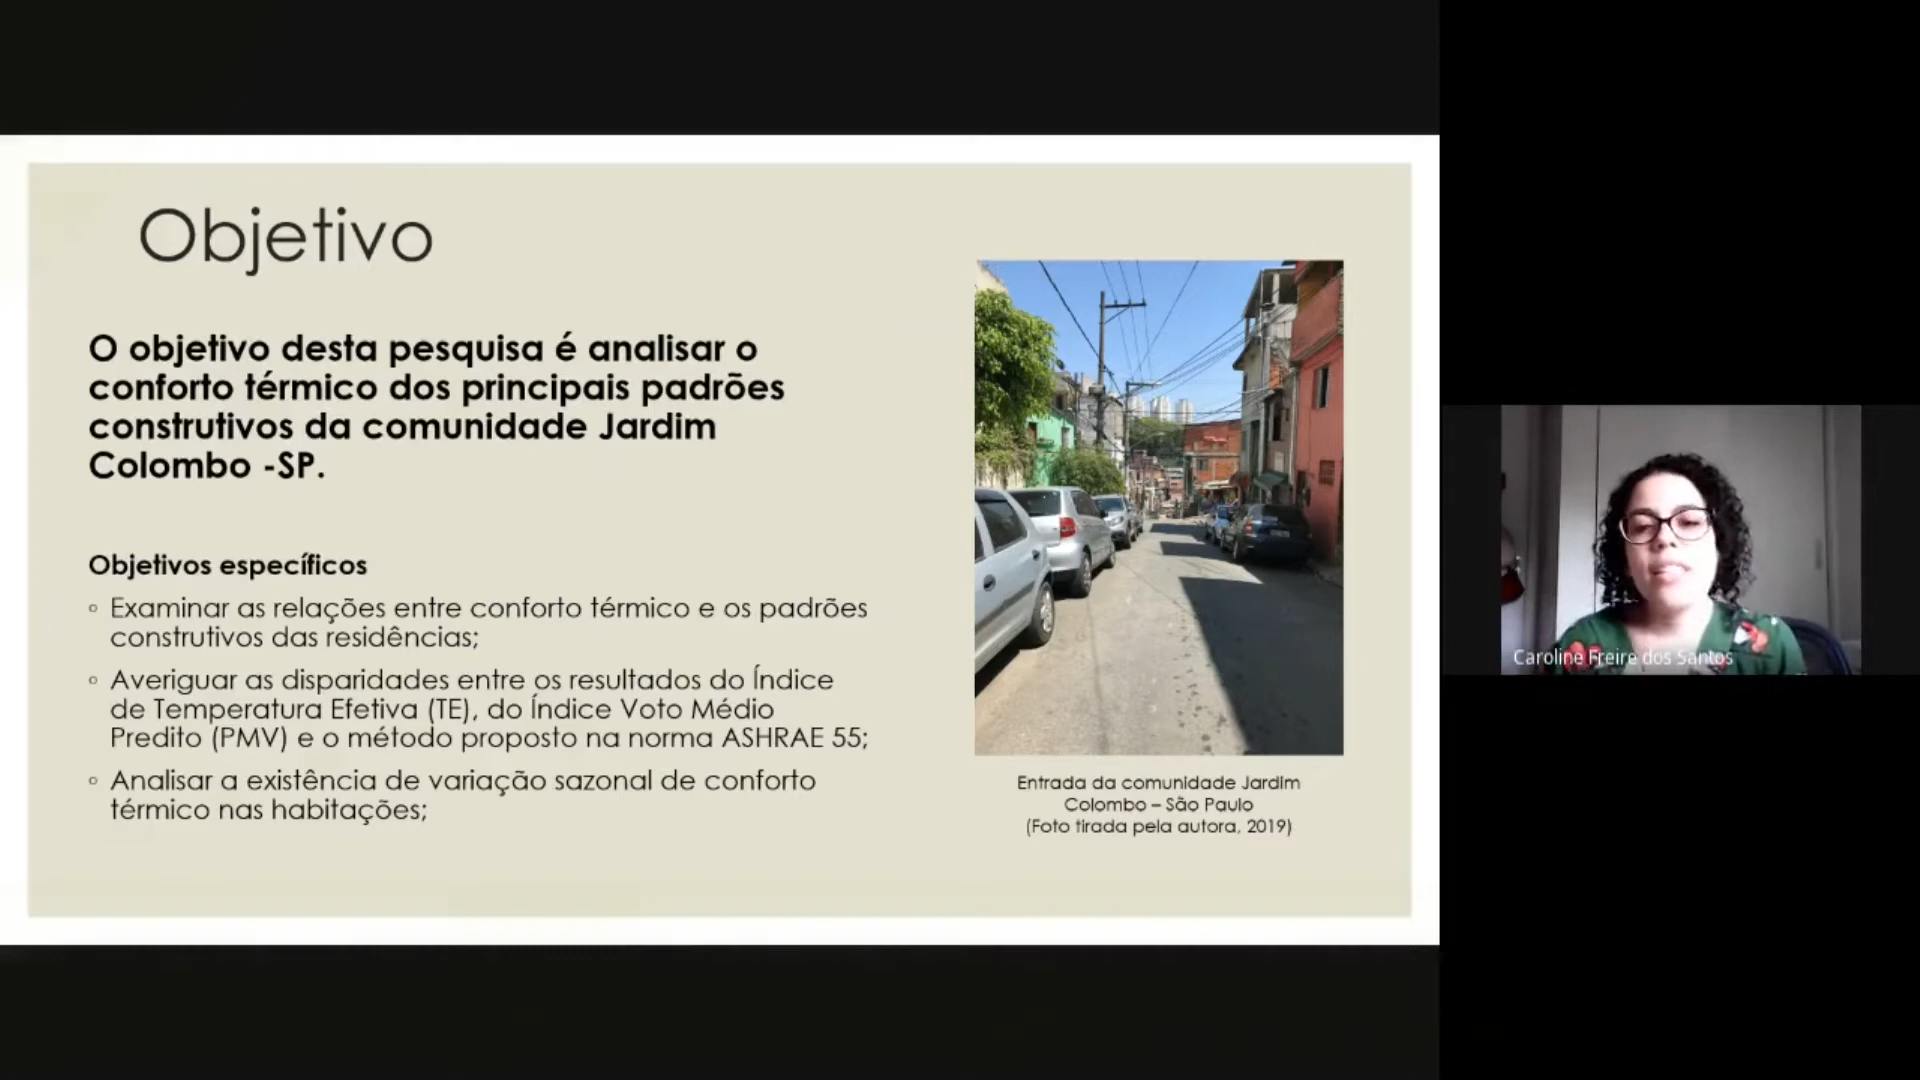 Objetivo
O objetivo desta pesquisa é analisar o
conforto térmico dos principais padrões
construtivos da comunidade Jardim
Colombo -SP.
Objetivos específicos
◦ Examinar as relações entre conforto térmico e os padrões
construtivos das residências;
◦ Averiguar as disparidades entre os resultados do Índice
de Temperatura Efetiva (TE), do Índice Voto Médio
Predito (PMV) e o método proposto na norma ASHRAE 55;
◦ Analisar a existência de variação sazonal de conforto
térmico nas habitações;
Entrada da comunidade Jardim
Colombo – São Paulo
(Foto tirada pela autora, 2019)
Caroline Freire dos Santos